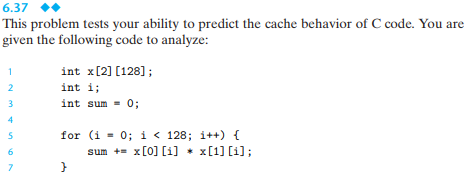 6.37 ◆◆
This problem tests your ability to predict the cache behavior of C code. You are
given the following code to analyze:
1 int x[2][128];
2 int i;
3 int sum = 0;
4
5 for (i = 0; i < 128; i++) {
6 sum += x[0][i] * x[1][i];
7 }